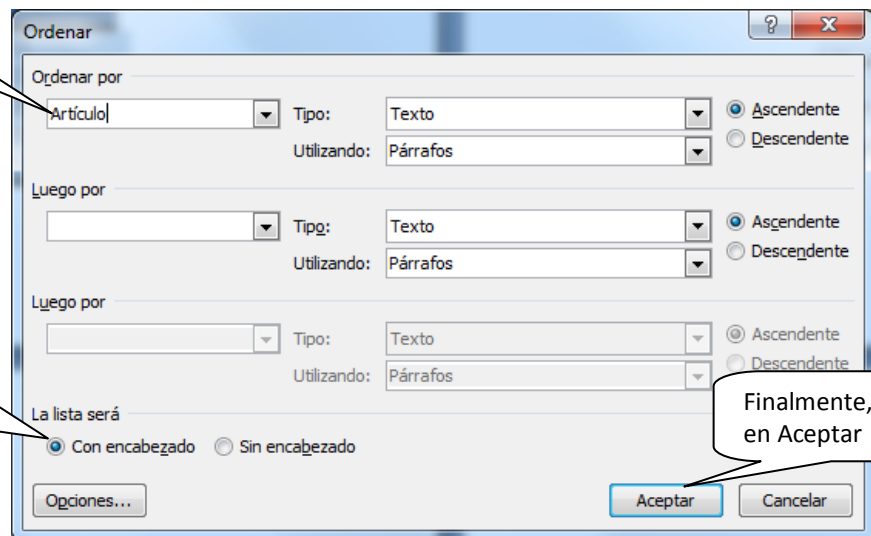 Ordenar
Ordenar por
Artículo Tipo: Texto Ascendente
Utilizando: Párrafos Descendente
Luego por
Tipo: Texto Ascendente
Utilizando: Párrafos Descendente
Luego por
Tipo: Texto Ascendente
Utilizando: Párrafos Descendente
La lista será
Con encabezado Sin encabezado
Finalmente,
en Aceptar
Opciones... Aceptar Cancelar